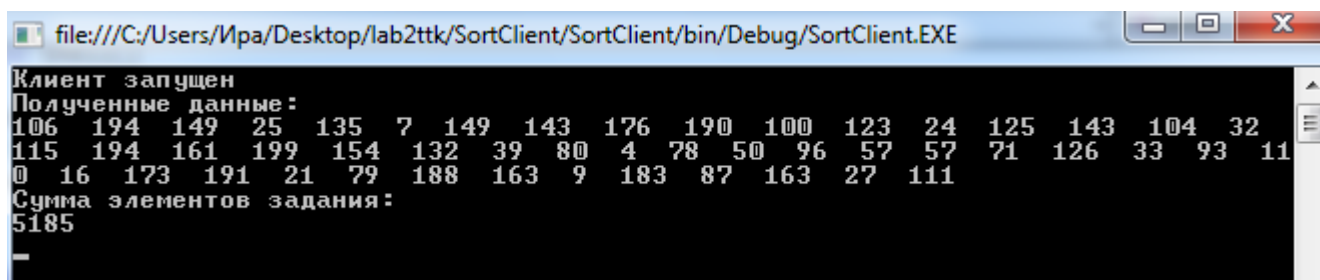 file:///C:/Users/Ира/Desktop/lab2ttk/SortClient/SortClient/bin/Debug/SortClient.EXE
Клиент запущен
Полученные данные:
106 194 149 25 135 7 149 143 176 190 100 123 24 125 143 104 32
115 194 161 199 154 132 39 80 4 78 50 96 57 57 71 126 33 93 11
0 16 173 191 21 79 188 163 9 183 87 163 27 111
Сумма элементов задания:
5185